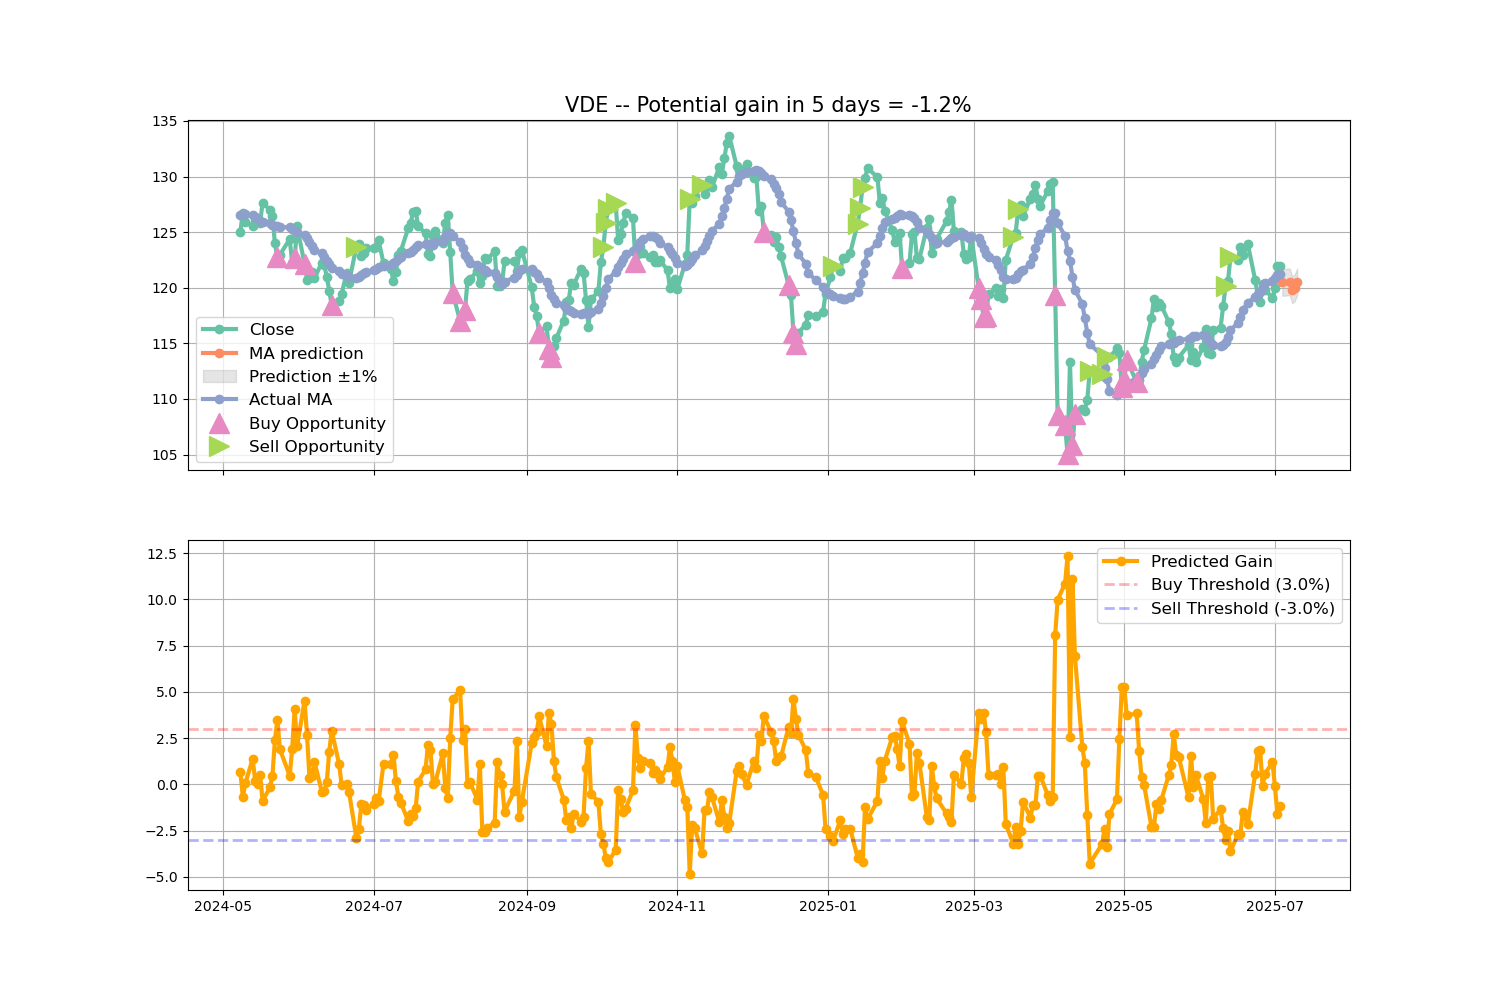 VDE -- Potential gain in 5 days = -1.2%
135
130
125
120
115
110
105
Close
MA prediction
Prediction ±1%
Actual MA
Buy Opportunity
Sell Opportunity
12.5
10.0
7.5
5.0
2.5
0.0
−2.5
−5.0
Predicted Gain
Buy Threshold (3.0%)
Sell Threshold (-3.0%)
2024-05
2024-07
2024-09
2024-11
2025-01
2025-03
2025-05
2025-07